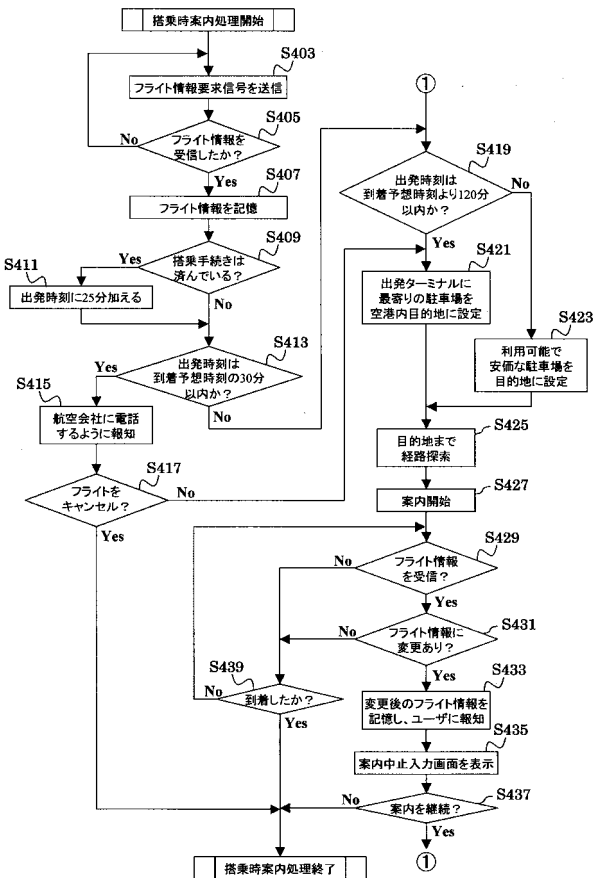 搭乗時案内処理開始
S403
フライト情報要求信号を送信
S405
フライト情報を
受信したか？
No
Yes
S407
フライト情報を記憶
S409
搭乗手続きは
済んでいる？
Yes
No
S411
出発時刻に25分加える
S413
出発時刻は
到着予想時刻の30分
以内か？
Yes
No
S415
航空会社に電話
するように報知
S417
フライトを
キャンセル？
No
Yes
①
S419
出発時刻は
到着予想時刻より120分
以内か？
No
Yes
S421
出発ターミナルに
最寄りの駐車場を
空港内目的地に設定
S423
利用可能で
安価な駐車場を
目的地に設定
S425
目的地まで
経路探索
S427
案内開始
S429
フライト情報
を受信？
No
Yes
S431
フライト情報に
変更あり？
No
Yes
S433
変更後のフライト情報を
記憶し、ユーザに報知
S435
案内中止入力画面を表示
S437
案内を継続？
No
Yes
①
S439
到着したか？
No
Yes
搭乗時案内処理終了